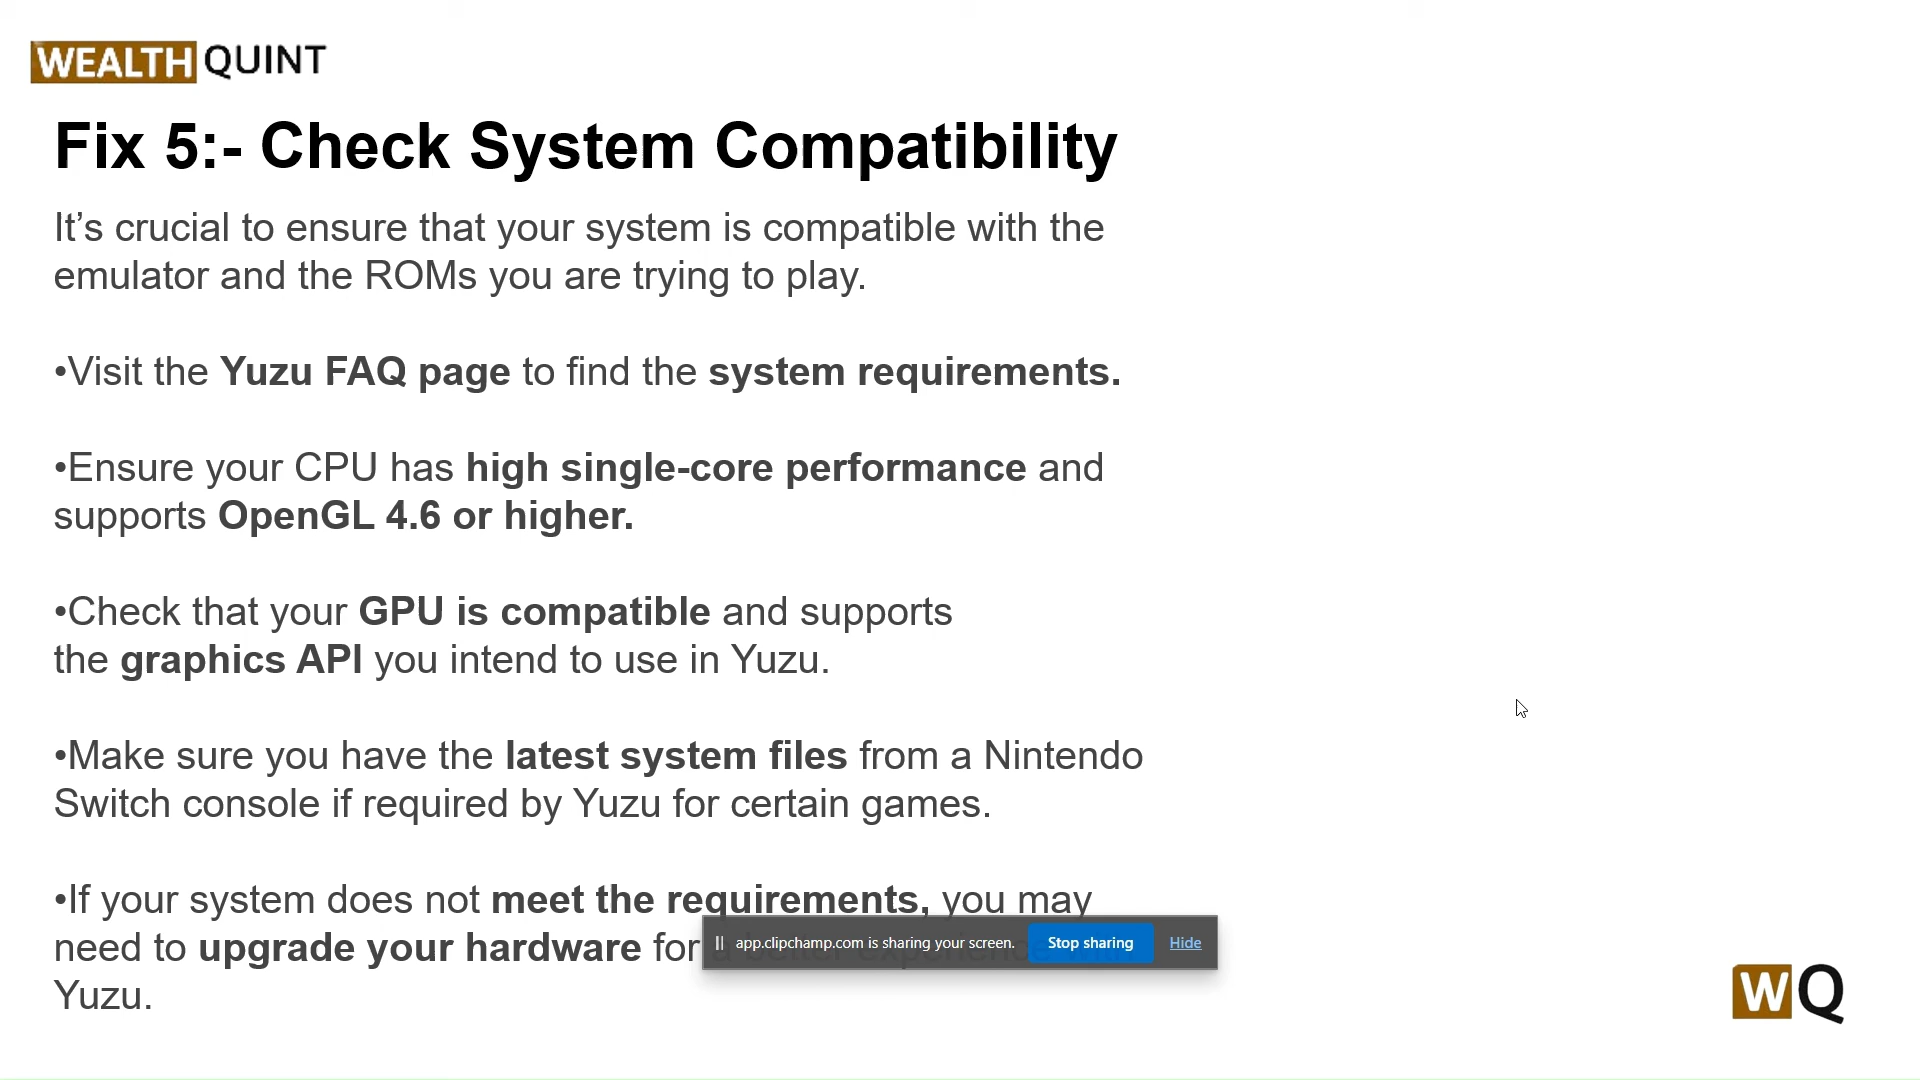 WEALTH QUINT
Fix 5:- Check System Compatibility
It’s crucial to ensure that your system is compatible with the
emulator and the ROMs you are trying to play.
•Visit the Yuzu FAQ page to find the system requirements.
•Ensure your CPU has high single-core performance and
supports OpenGL 4.6 or higher.
•Check that your GPU is compatible and supports
the graphics API you intend to use in Yuzu.
•Make sure you have the latest system files from a Nintendo
Switch console if required by Yuzu for certain games.
•If your system does not meet the requirements, you may
need to upgrade your hardware for a better experience with
Yuzu.
app.clipchamp.com is sharing your screen. Stop sharing Hide
WQ